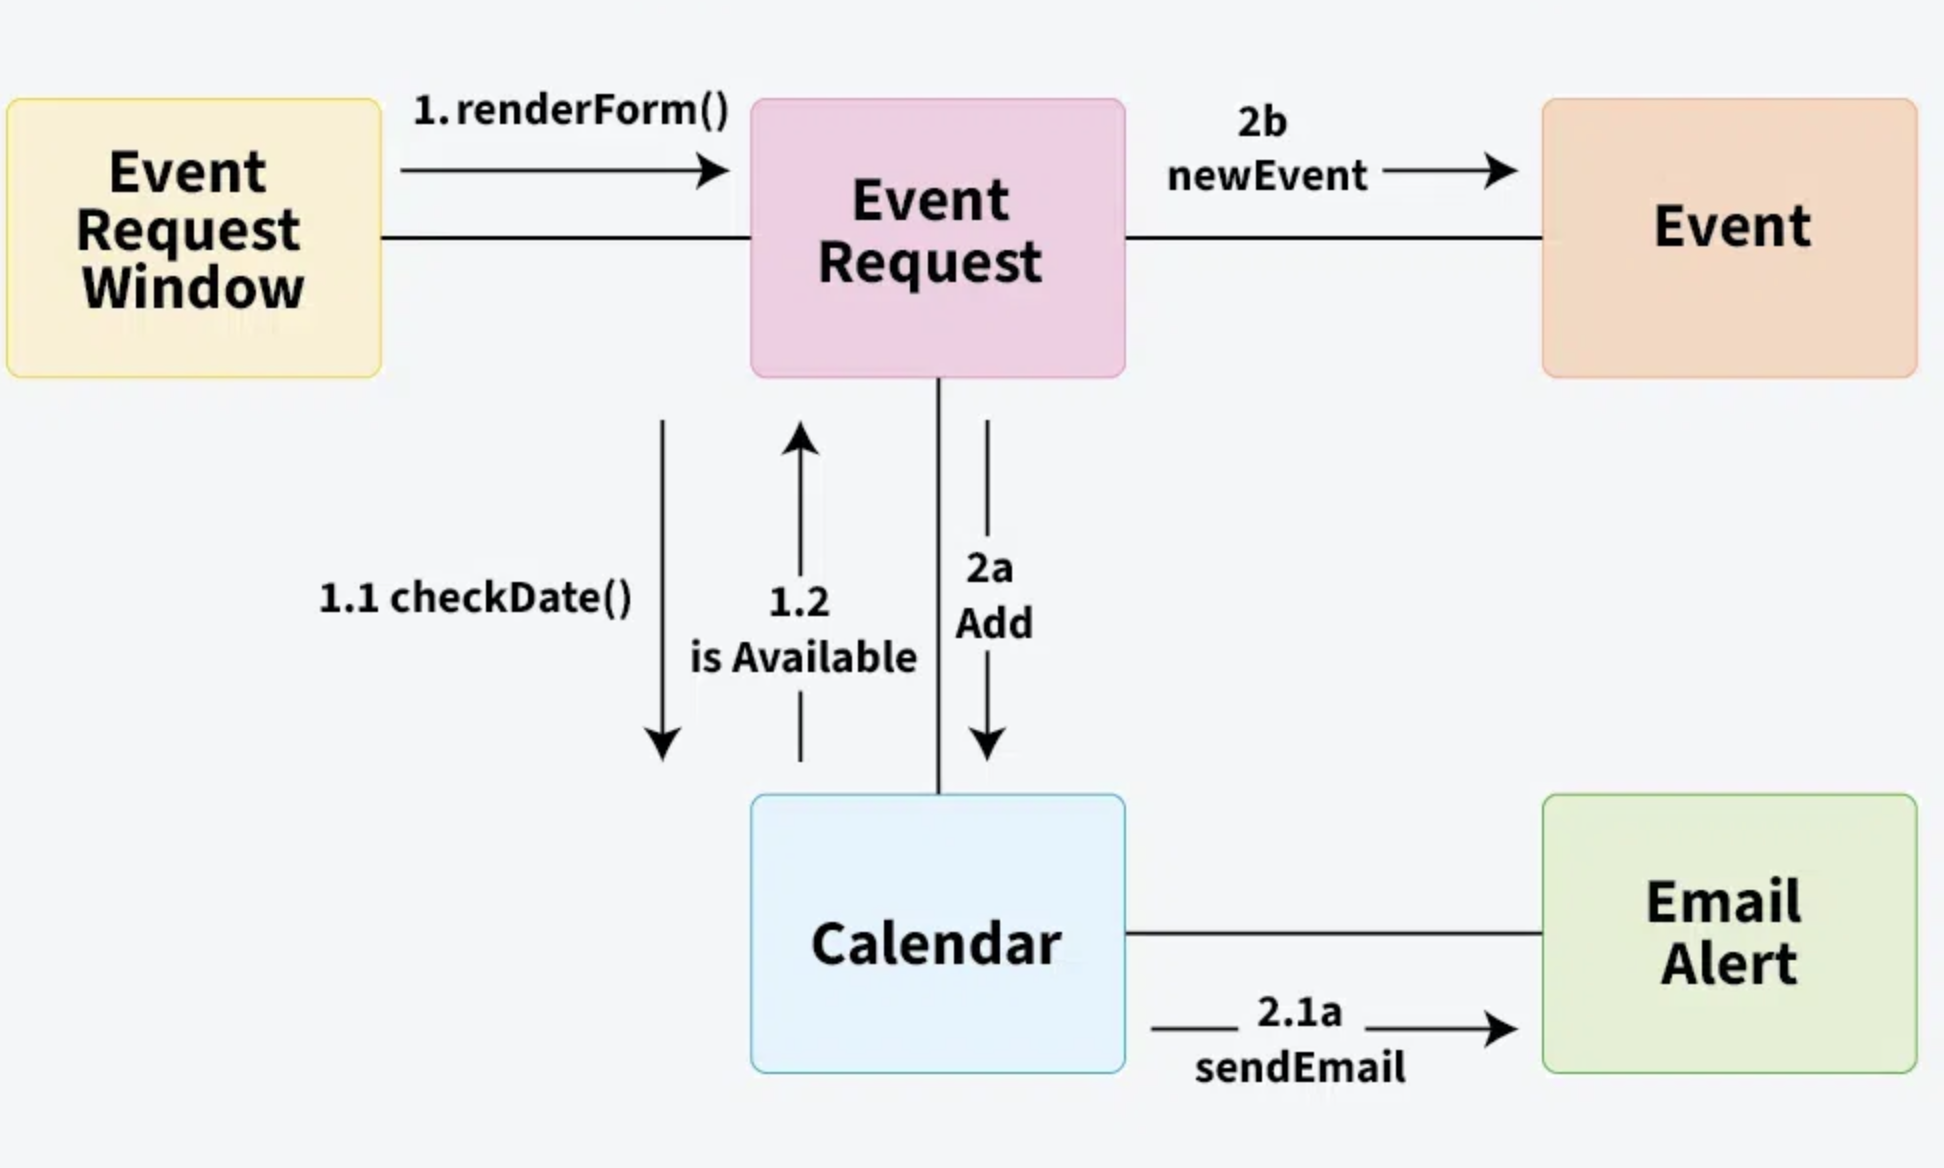 1. renderForm()
Event
Request
Window
Event
Request
2b
newEvent
Event
1.1 checkDate()
1.2
is Available
2a
Add
Calendar
Email
Alert
2.1a
sendEmail